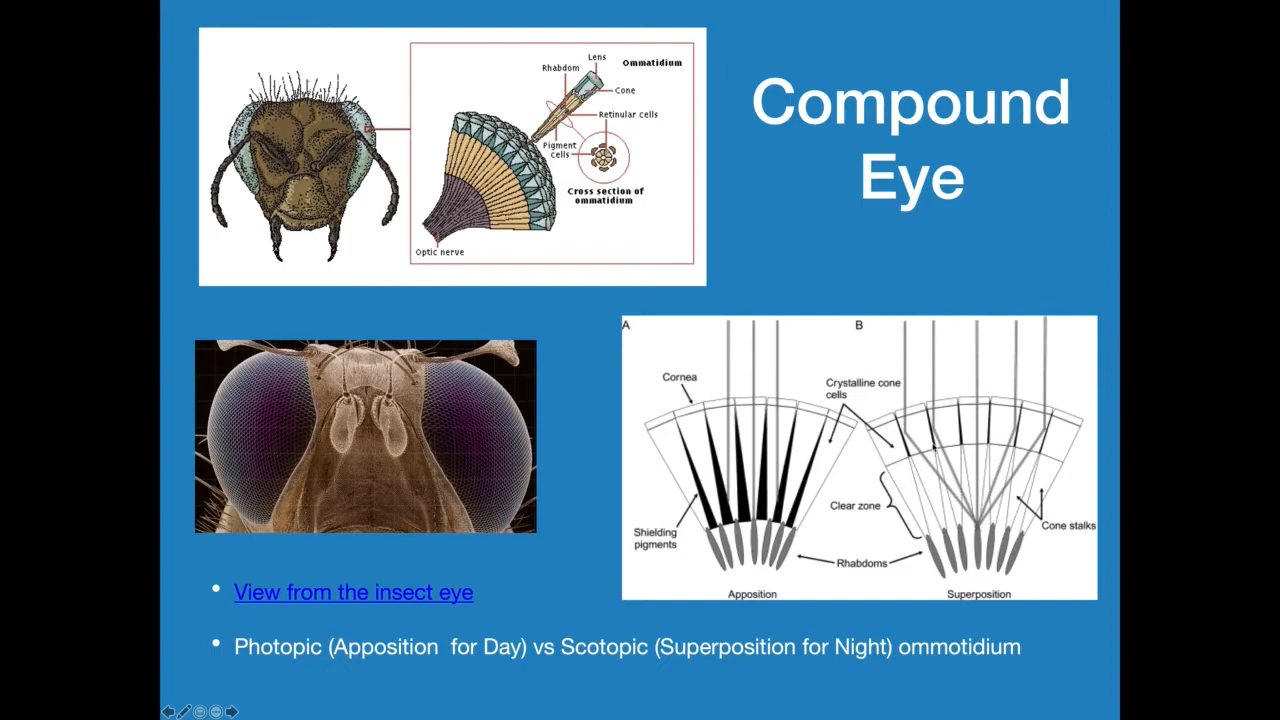 Compound
Eye
Lens
Ommatidium
Rhabdom
Cone
Retinular cells
Pigment
cells
Cross section of
ommatidium
Optic nerve
A
B
Cornea
Crystalline cone
cells
Clear zone
Shielding
pigments
Cone stalks
Rhabdoms
Apposition
Superposition
• View from the insect eye
• Photopic (Apposition for Day) vs Scotopic (Superposition for Night) ommotidium